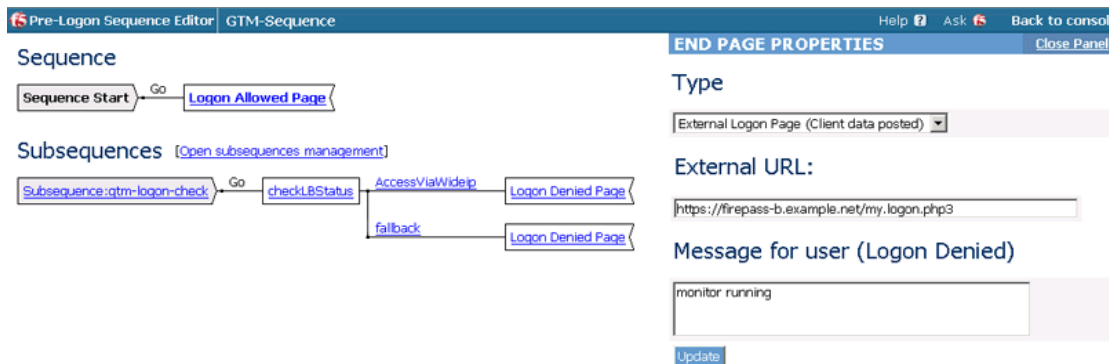 f5 Pre-Logon Sequence Editor GTM-Sequence Help ? Ask f5 Back to consol
END PAGE PROPERTIES Close Panel
Sequence
Sequence Start Go Logon Allowed Page
Subsequences [Open subsequences management]
Subsequence:gtm-logon-check Go checkLBStatus AccessViaWideip Logon Denied Page
fallback Logon Denied Page
Type
External Logon Page (Client data posted)
External URL:
https://firepass-b.example.net/my.logon.php3
Message for user (Logon Denied)
monitor running
Update